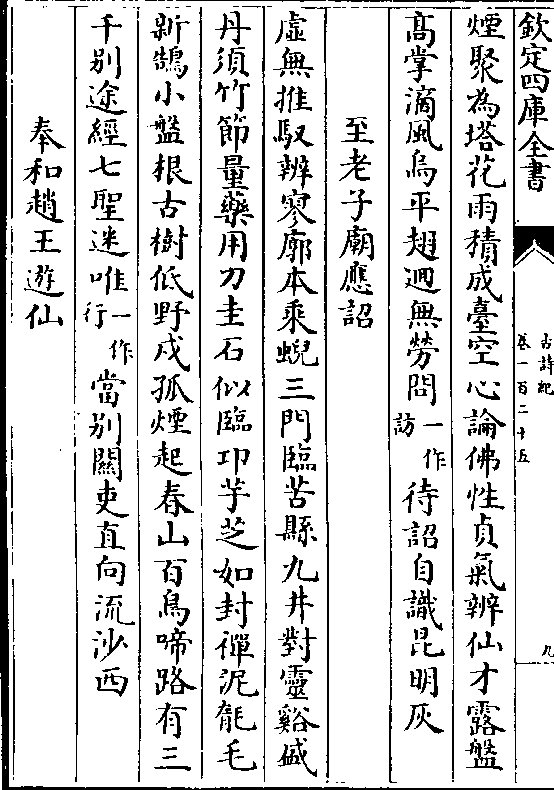 欽定四庫全書
古詩紀
卷一百二十五
九
煙聚為塔花雨積成臺空心論佛性貞氣辨仙才露盤
髙掌滴風烏平翅迴無勞問一作訪待詔自識昆明灰
至老子廟應詔
虛無推馭辨寥廓本乘蜺三門臨苦縣九井對靈谿盛
丹須竹節量藥用刀圭石似臨卭芋芝如封禪泥毻毛
新鵠小盤根古樹低野戍孤煙起春山百鳥啼路有三
千别途經七聖迷唯一作行當别關吏直向流沙西
奉和趙王遊仙